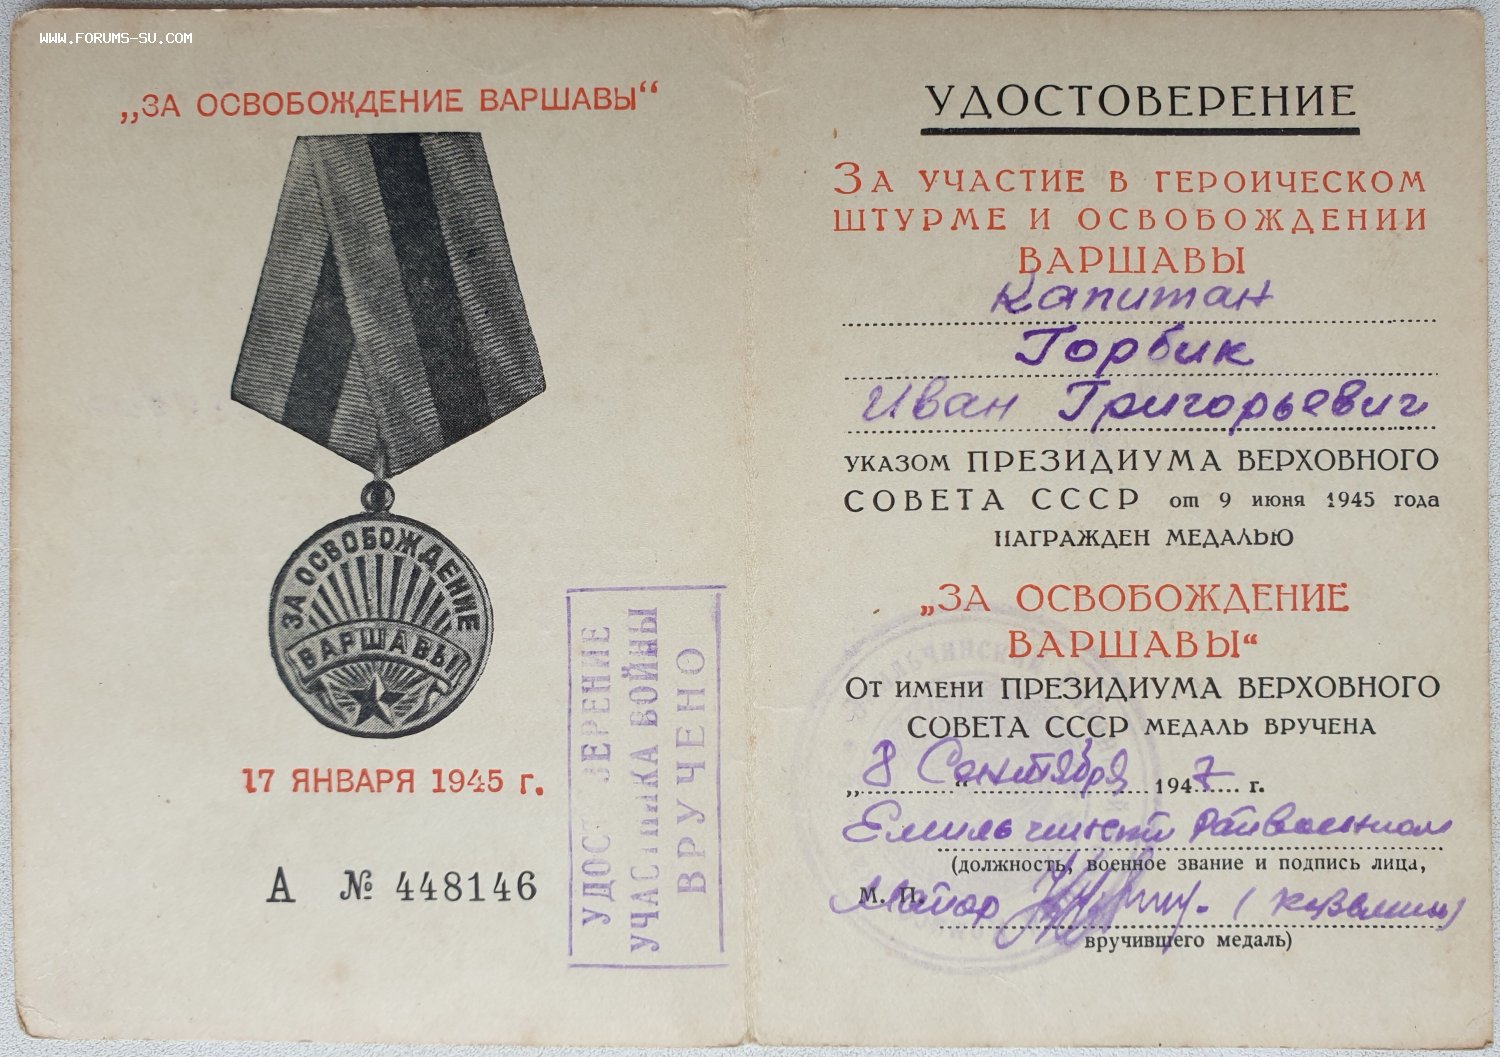 WWW.FORUMS-SU.COM
„ЗА ОСВОБОЖДЕНИЕ ВАРШАВЫ“
ЗА ОСВОБОЖДЕНИЕ
ВАРШАВЫ
17 ЯНВАРЯ 1945 г.
А № 448146
УДОСТОВЕРЕНИЕ
УЧАСТНИКА ВОЙНЫ
ВРУЧЕНО
УДОСТОВЕРЕНИЕ
ЗА УЧАСТИЕ В ГЕРОИЧЕСКОМ
ШТУРМЕ И ОСВОБОЖДЕНИИ
ВАРШАВЫ
Капитан
Горбик
Иван Григорьевич
УКАЗОМ ПРЕЗИДИУМА ВЕРХОВНОГО
СОВЕТА СССР от 9 июня 1945 года
НАГРАЖДЕН МЕДАЛЬЮ
„ЗА ОСВОБОЖДЕНИЕ
ВАРШАВЫ“
ОТ ИМЕНИ ПРЕЗИДИУМА ВЕРХОВНОГО
СОВЕТА СССР МЕДАЛЬ ВРУЧЕНА
„8“ Сентября 1947 г.
Райвоенком
(должность, военное звание и подпись лица,
М. П. Майор
вручившего медаль)